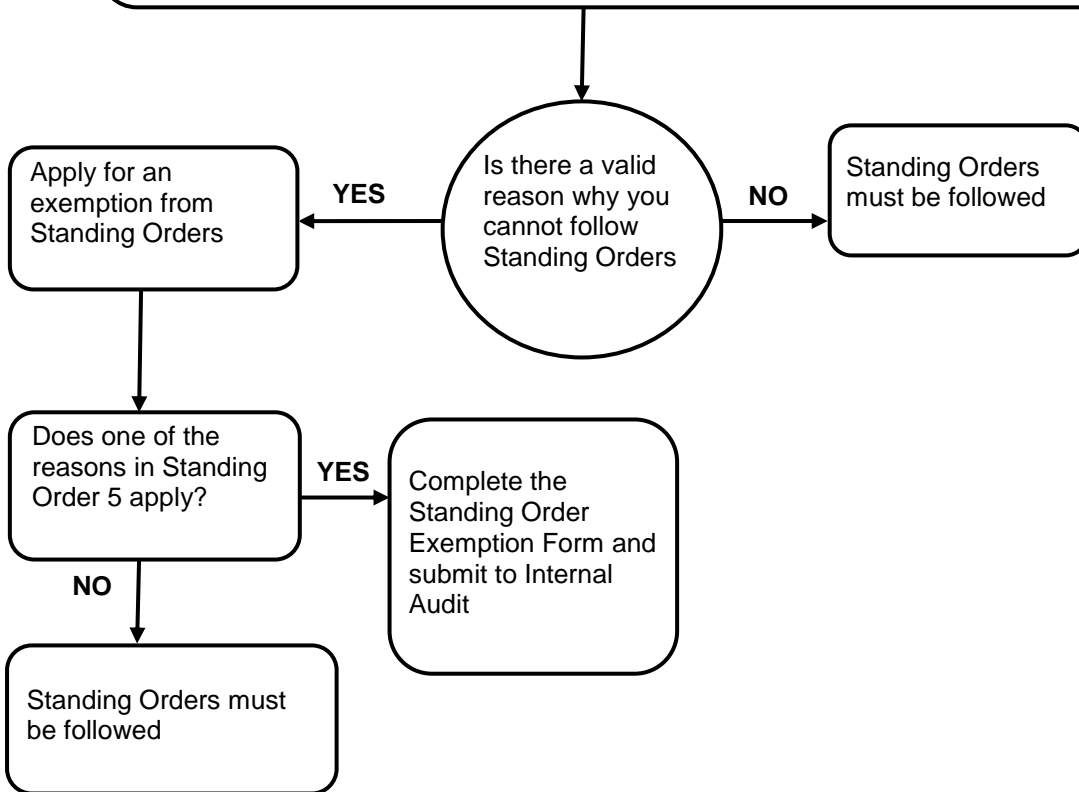 Apply for an
exemption from
Standing Orders
YES
Is there a valid
reason why you
cannot follow
Standing Orders
NO
Standing Orders
must be followed
Does one of the
reasons in Standing
Order 5 apply?
YES
Complete the
Standing Order
Exemption Form and
submit to Internal
Audit
NO
Standing Orders must
be followed